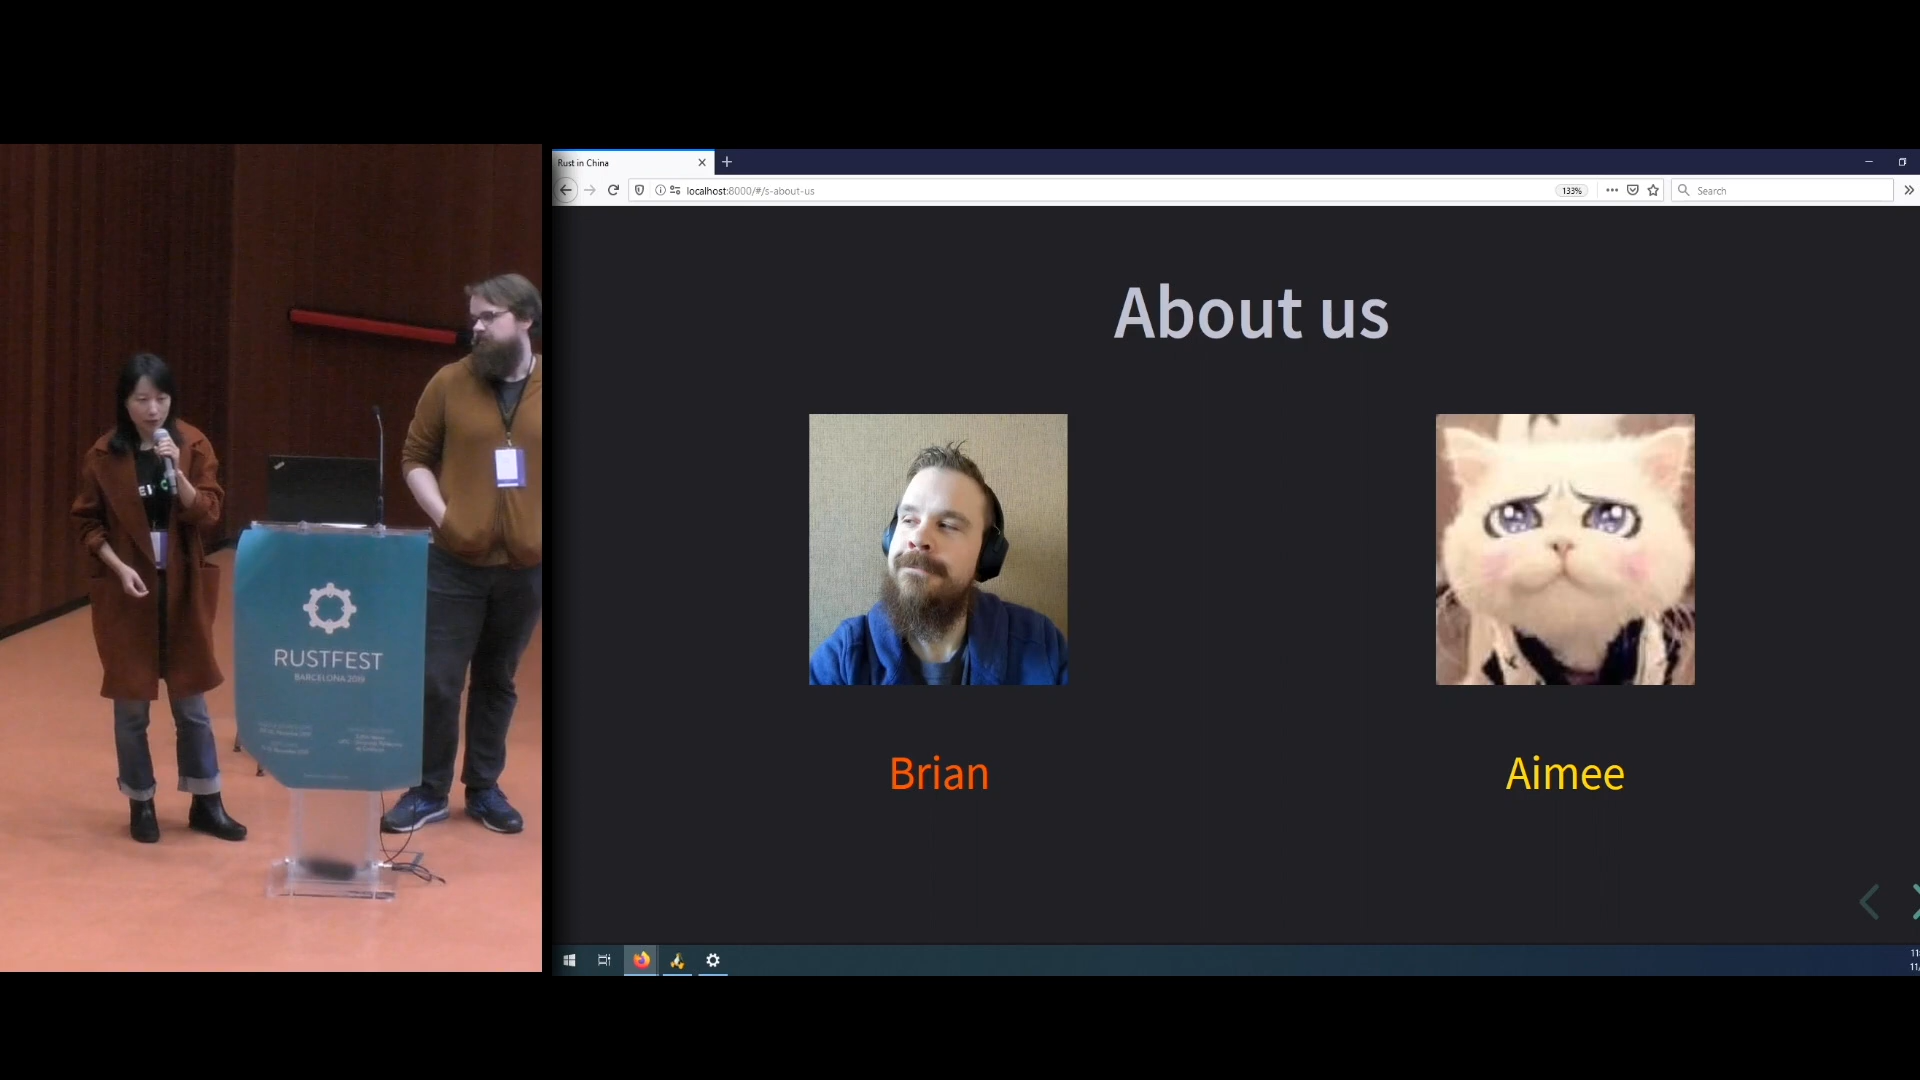 Rust in China
localhost:8000/#/s-about-us
133%
Search
About us
Brian
Aimee
RUSTFEST
BARCELONA 2019